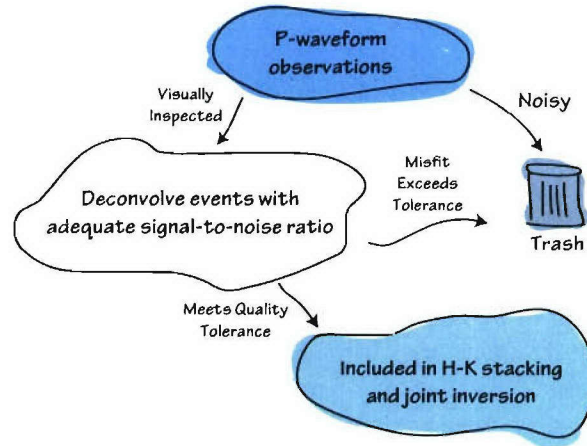 P-waveform
observations
Visually
Inspected
Noisy
Deconvolve events with
adequate signal-to-noise ratio
Misfit
Exceeds
Tolerance
Trash
Meets Quality
Tolerance
Included in H-K stacking
and joint inversion